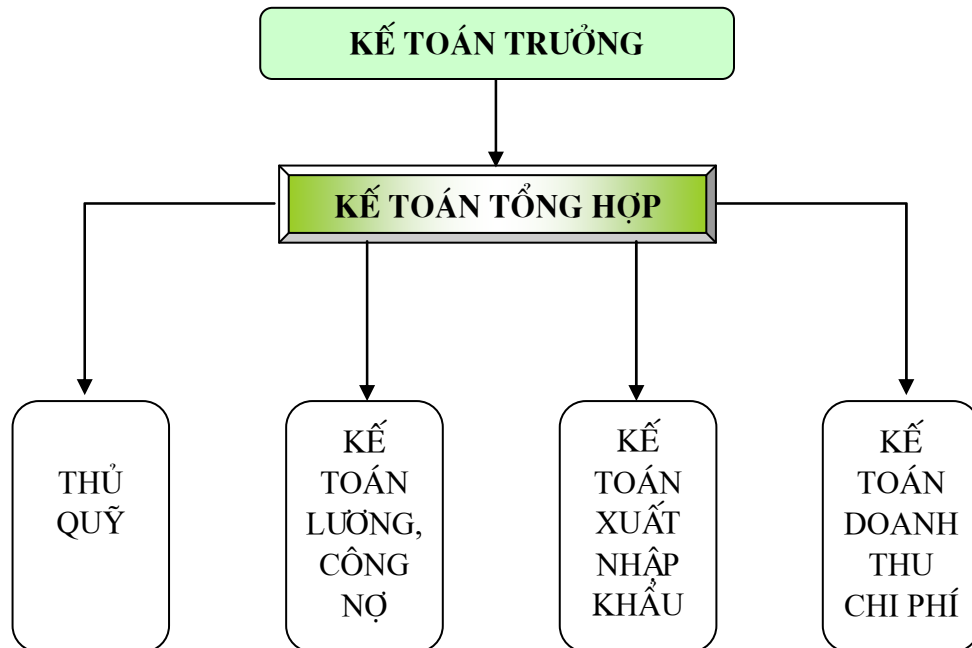 KẾ TOÁN TRƯỞNG
KẾ TOÁN TỔNG HỢP
THỦ
QUỸ
KẾ
TOÁN
LƯƠNG,
CÔNG
NỢ
KẾ
TOÁN
XUẤT
NHẬP
KHẨU
KẾ
TOÁN
DOANH
THU
CHI PHÍ